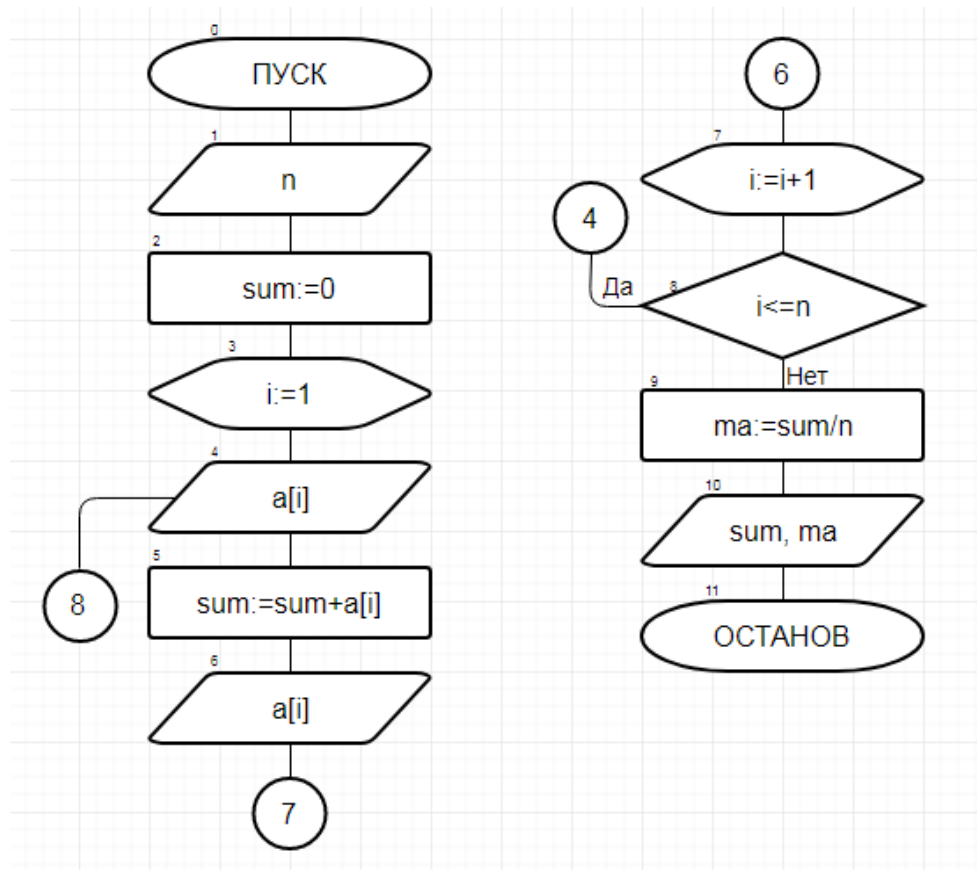 0
ПУСК
1
n
2
sum:=0
3
i:=1
4
a[i]
8
5
sum:=sum+a[i]
6
a[i]
7
6
7
i:=i+1
4
Да
8
i<=n
Нет
9
ma:=sum/n
10
sum, ma
11
ОСТАНОВ